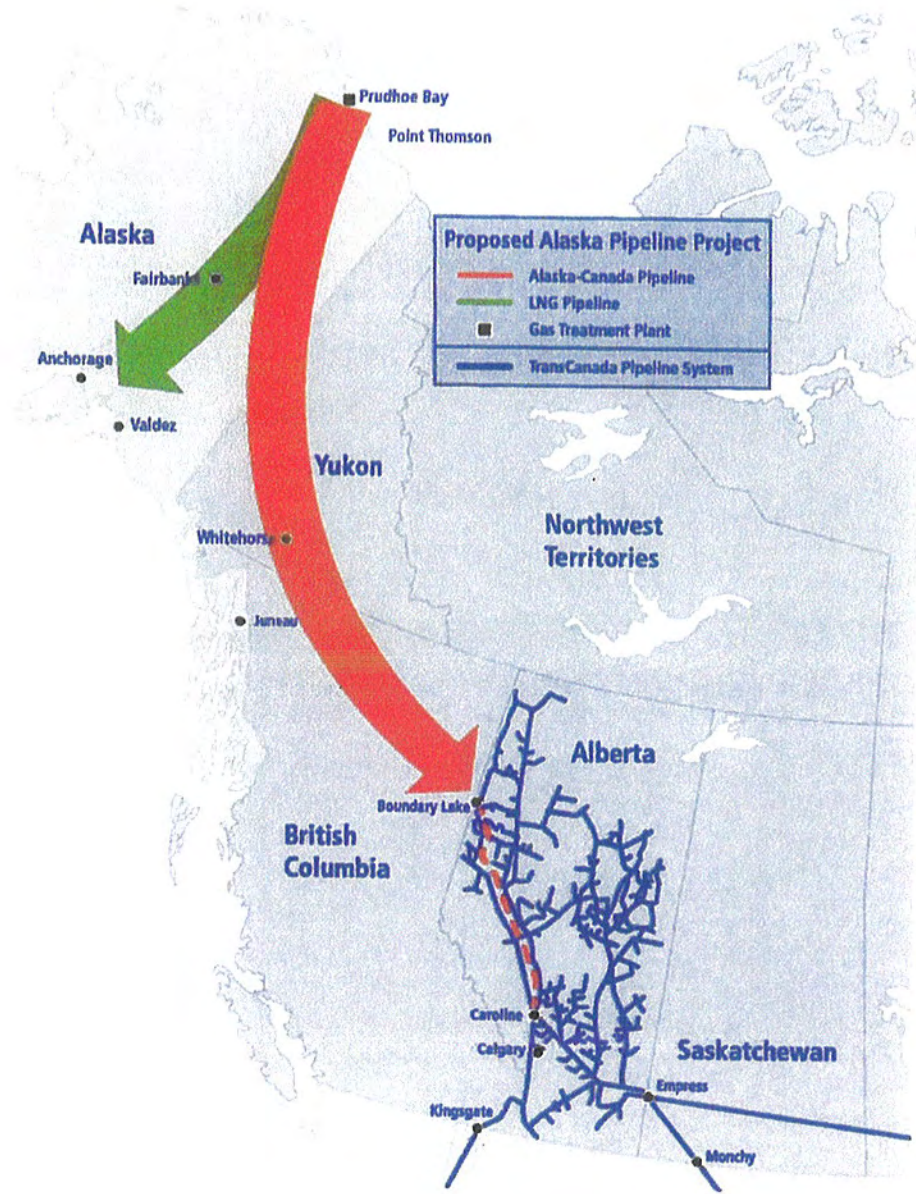 Prudhoe Bay
Point Thomson
Alaska
Proposed Alaska Pipeline Project
Alaska-Canada Pipeline
LNG Pipeline
Gas Treatment Plant
TransCanada Pipeline System
Fairbanks
Anchorage
Valdez
Yukon
Northwest
Territories
Whitehorse
Juneau
Alberta
Boundary Lake
British
Columbia
Caroline
Calgary
Saskatchewan
Empress
Kingsgate
Monchy